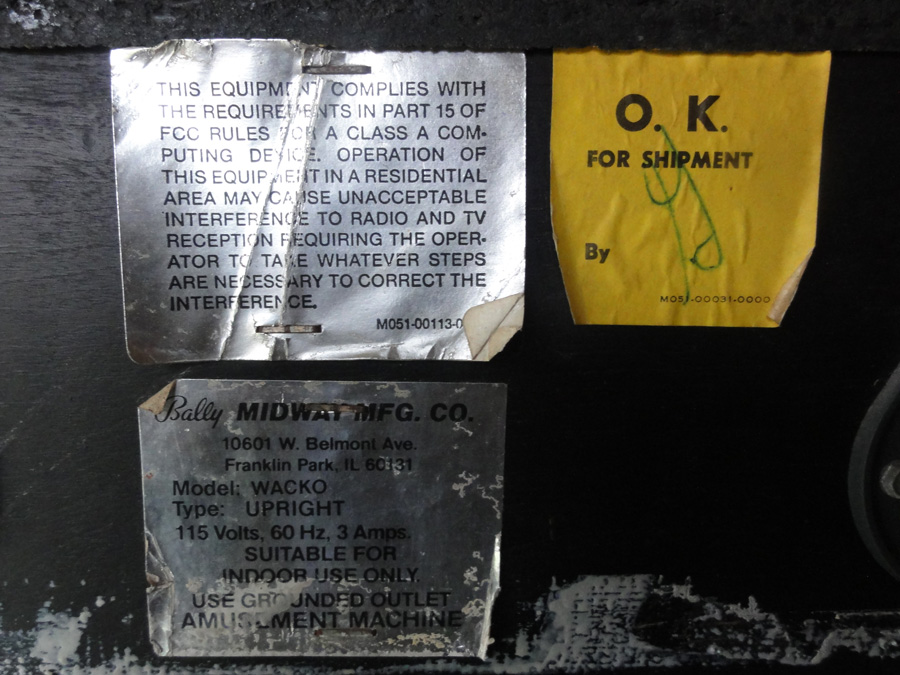 THIS EQUIPMENT COMPLIES WITH
THE REQUIREMENTS IN PART 15 OF
FCC RULES FOR A CLASS A COM-
PUTING DEVICE. OPERATION OF
THIS EQUIPMENT IN A RESIDENTIAL
AREA MAY CAUSE UNACCEPTABLE
INTERFERENCE TO RADIO AND TV
RECEPTION REQUIRING THE OPER-
ATOR TO TAKE WHATEVER STEPS
ARE NECESSARY TO CORRECT THE
INTERFERENCE.
M051-00113-0
O. K.
FOR SHIPMENT
By
M051-00031-0000
Bally MIDWAY MFG. CO.
10601 W. Belmont Ave.
Franklin Park, IL 60131
Model: WACKO
Type: UPRIGHT
115 Volts, 60 Hz, 3 Amps.
SUITABLE FOR
INDOOR USE ONLY.
USE GROUNDED OUTLET
AMUSEMENT MACHINE